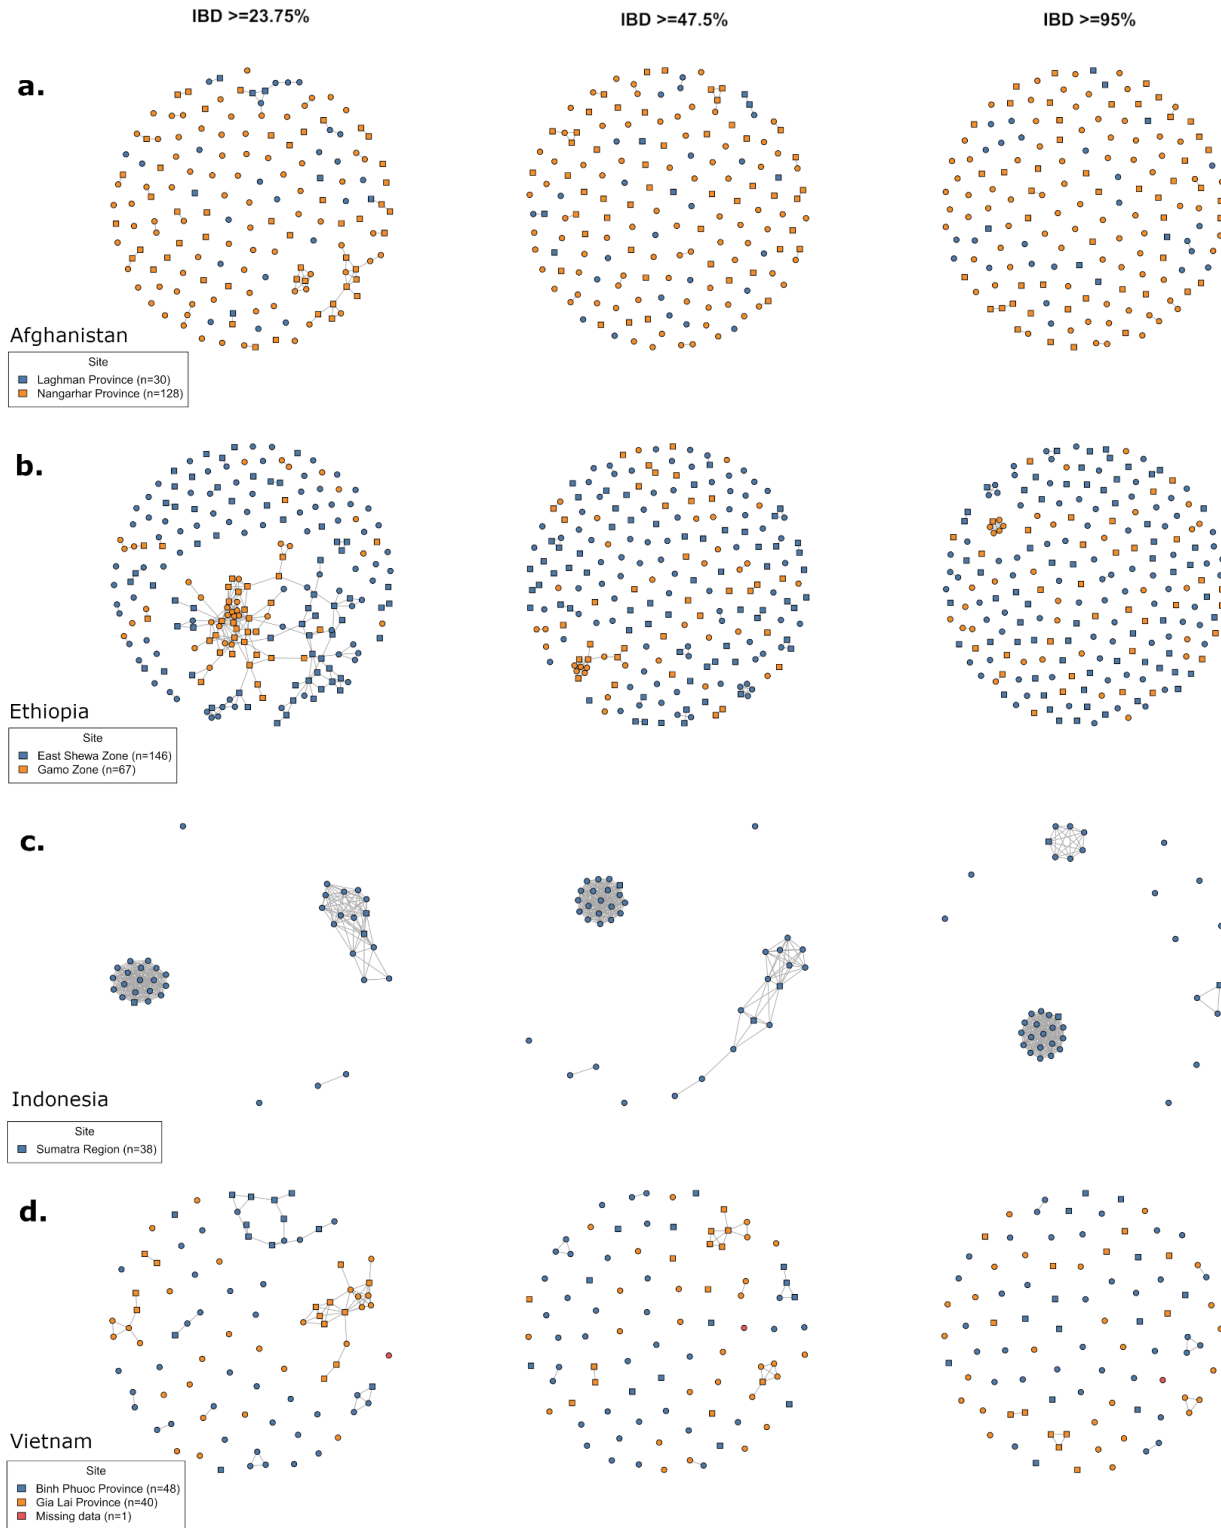 IBD >=23.75%
IBD >=47.5%
IBD >=95%
a.
Afghanistan
Site
Laghman Province (n=30)
Nangarhar Province (n=128)
b.
Ethiopia
Site
East Shewa Zone (n=146)
Gamo Zone (n=67)
c.
Indonesia
Site
Sumatra Region (n=38)
d.
Vietnam
Site
Binh Phuoc Province (n=48)
Gia Lai Province (n=40)
Missing data (n=1)